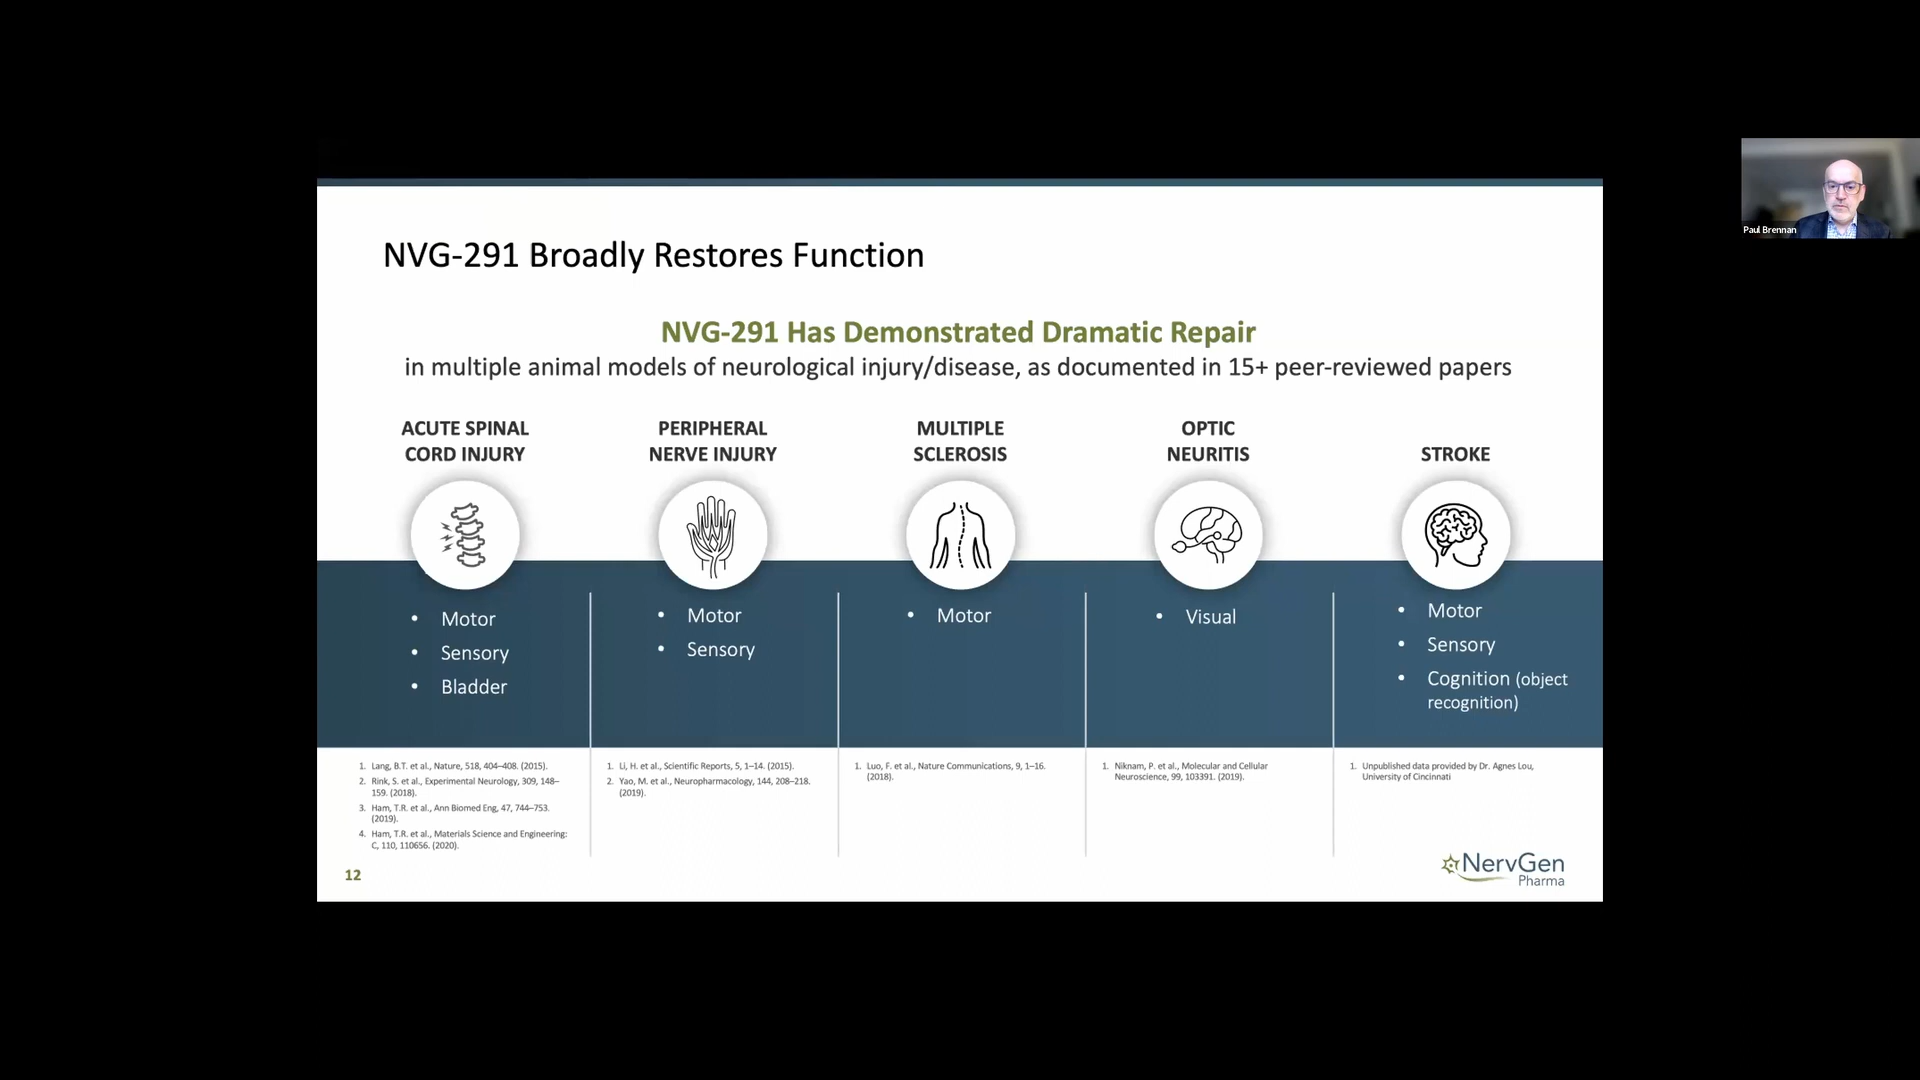 Paul Brennan
NVG-291 Broadly Restores Function
NVG-291 Has Demonstrated Dramatic Repair
in multiple animal models of neurological injury/disease, as documented in 15+ peer-reviewed papers
ACUTE SPINAL
CORD INJURY
• Motor
• Sensory
• Bladder
1. Lang, B.T. et al., Nature, 518, 404–408. (2015).
2. Rink, S. et al., Experimental Neurology, 309, 148–
159. (2018).
3. Ham, T.R. et al., Ann Biomed Eng, 47, 744–753.
(2019).
4. Ham, T.R. et al., Materials Science and Engineering:
C, 110, 110656. (2020).
PERIPHERAL
NERVE INJURY
• Motor
• Sensory
1. Li, H. et al., Scientific Reports, 5, 1–14. (2015).
2. Yao, M. et al., Neuropharmacology, 144, 208–218.
(2019).
MULTIPLE
SCLEROSIS
• Motor
1. Luo, F. et al., Nature Communications, 9, 1–16.
(2018).
OPTIC
NEURITIS
• Visual
1. Niknam, P. et al., Molecular and Cellular
Neuroscience, 99, 103391. (2019).
STROKE
• Motor
• Sensory
• Cognition (object
recognition)
1. Unpublished data provided by Dr. Agnes Lou,
University of Cincinnati
12
NervGen
Pharma